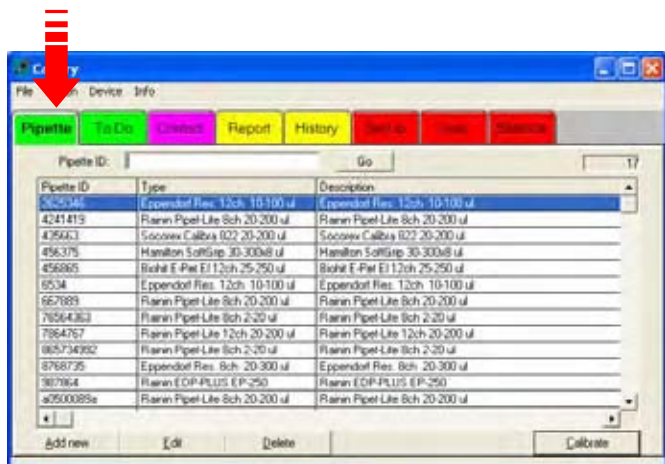 File Device Info
Pipette To Do Contact Report History
Pipette ID: Go 17
Pipette ID Type Description
2625346 Eppendorf Res. 12ch. 10-100 ul Eppendorf Res. 12ch. 10-100 ul
4241419 Rainin Pipet-Lite 8ch 20-200 ul Rainin Pipet-Lite 8ch 20-200 ul
435663 Socorex Calibra 822 20-200 ul Socorex Calibra 822 20-200 ul
456375 Hamilton SoftGrip 30-300x8 ul Hamilton SoftGrip 30-300x8 ul
456865 Biohit E-Pet El 12ch 25-250 ul Biohit E-Pet El 12ch 25-250 ul
6534 Eppendorf Res. 12ch. 10-100 ul Eppendorf Res. 12ch. 10-100 ul
667889 Rainin Pipet-Lite 8ch 20-200 ul Rainin Pipet-Lite 8ch 20-200 ul
76564363 Rainin Pipet-Lite 8ch 2-20 ul Rainin Pipet-Lite 8ch 2-20 ul
7864767 Rainin Pipet-Lite 12ch 20-200 ul Rainin Pipet-Lite 12ch 20-200 ul
865734392 Rainin Pipet-Lite 8ch 2-20 ul Rainin Pipet-Lite 8ch 2-20 ul
8768735 Eppendorf Res. 8ch. 20-300 ul Eppendorf Res. 8ch. 20-300 ul
987864 Rainin EDP-PLUS EP-250 Rainin EDP-PLUS EP-250
a0500089a Rainin Pipet-Lite 8ch 20-200 ul Rainin Pipet-Lite 8ch 20-200 ul
Add new Edit Delete Calibrate